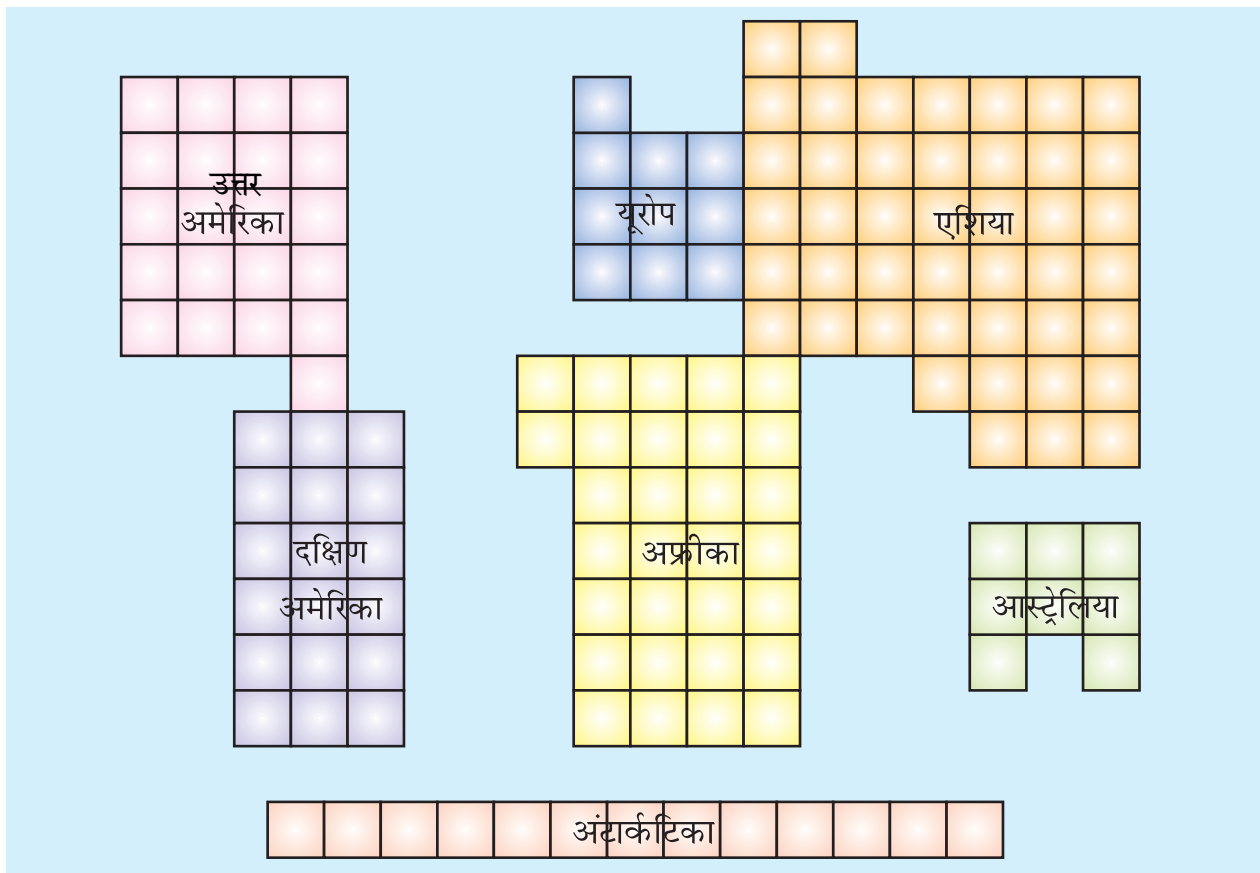 उत्तर
अमेरिका
यूरोप
एशिया
दक्षिण
अमेरिका
अफ्रीका
आस्ट्रेलिया
अंटार्कटिका